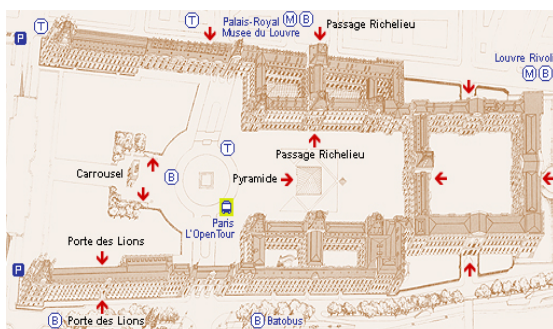 T
T
Palais-Royal M B
Musee du Louvre
Passage Richelieu
P
Louvre Rivoli
M B
T
Passage Richelieu
Carrousel
B
Pyramide
Paris
L'OpenTour
Porte des Lions
P
B Porte des Lions
B Batobus